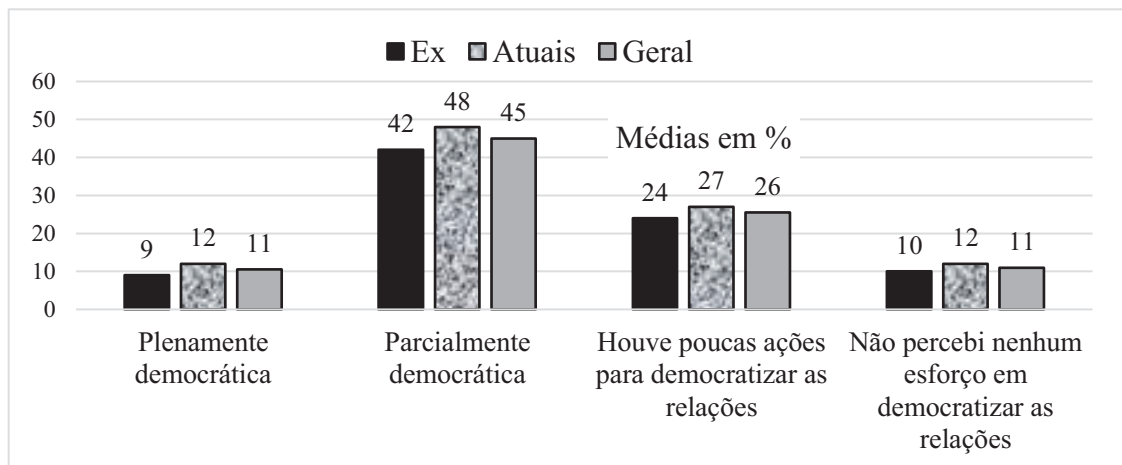 Ex Atuais Geral
60
50
40
30
20
10
0
Médias em %
9 12 11
42 48 45
24 27 26
10 12 11
Plenamente
democrática
Parcialmente
democrática
Houve poucas ações
para democratizar as
relações
Não percebi nenhum
esforço em
democratizar as
relações